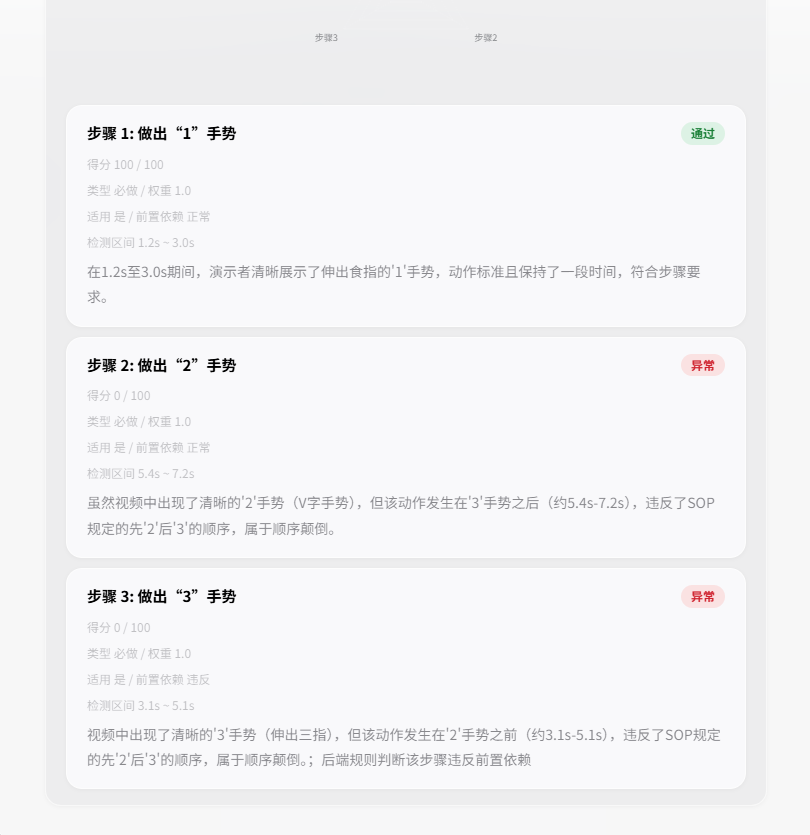 步骤3 步骤2
步骤 1: 做出“1”手势
通过
得分 100 / 100
类型 必做 / 权重 1.0
适用 是 / 前置依赖 正常
检测区间 1.2s ~ 3.0s
在1.2s至3.0s期间，演示者清晰展示了伸出食指的'1'手势，动作标准且保持了一段时间，符合步骤要
求。
步骤 2: 做出“2”手势
异常
得分 0 / 100
类型 必做 / 权重 1.0
适用 是 / 前置依赖 正常
检测区间 5.4s ~ 7.2s
虽然视频中出现了清晰的'2'手势（V字手势），但该动作发生在'3'手势之后（约5.4s-7.2s），违反了SOP
规定的先'2'后'3'的顺序，属于顺序颠倒。
步骤 3: 做出“3”手势
异常
得分 0 / 100
类型 必做 / 权重 1.0
适用 是 / 前置依赖 违反
检测区间 3.1s ~ 5.1s
视频中出现了清晰的'3'手势（伸出三指），但该动作发生在'2'手势之前（约3.1s-5.1s），违反了SOP规定
的先'2'后'3'的顺序，属于顺序颠倒。；后端规则判断该步骤违反前置依赖